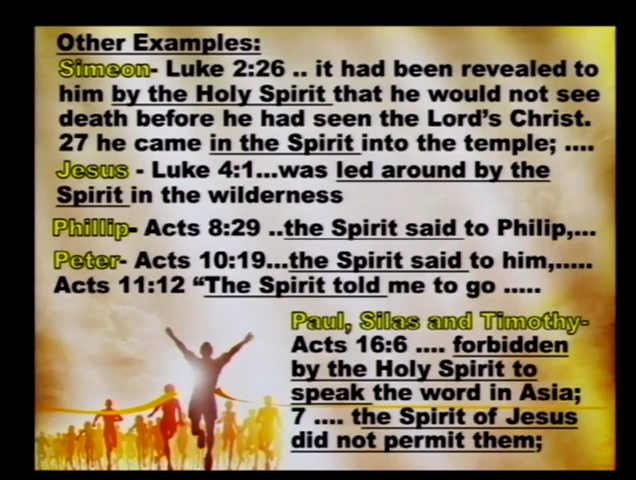 Other Examples:
Simeon- Luke 2:26 .. it had been revealed to
him by the Holy Spirit that he would not see
death before he had seen the Lord's Christ.
27 he came in the Spirit into the temple; ....
Jesus - Luke 4:1...was led around by the
Spirit in the wilderness
Phillip- Acts 8:29 ..the Spirit said to Philip,...
Peter- Acts 10:19...the Spirit said to him,.....
Acts 11:12 “The Spirit told me to go .....
Paul, Silas and Timothy-
Acts 16:6 .... forbidden
by the Holy Spirit to
speak the word in Asia;
7 .... the Spirit of Jesus
did not permit them;